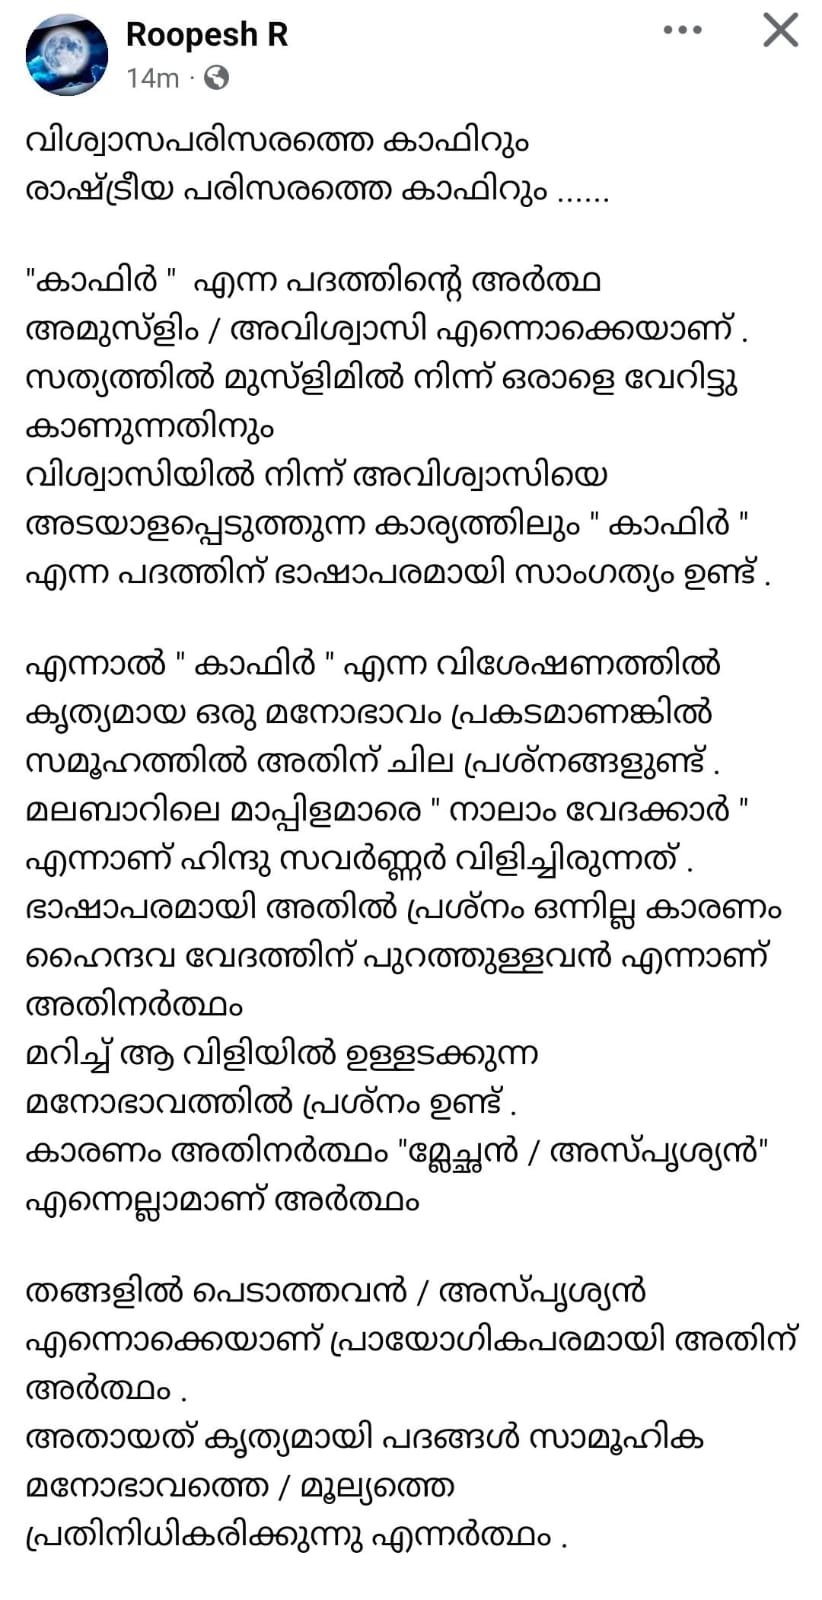 Roopesh R
14m ·
വിശ്വാസപരിസരത്തെ കാഫിറും
രാഷ്ട്രീയ പരിസരത്തെ കാഫിറും ......
"കാഫിർ "  എന്ന പദത്തിന്റെ അർത്ഥ
അമുസ്ളിം / അവിശ്വാസി എന്നൊക്കെയാണ് .
സത്യത്തിൽ മുസ്ളിമിൽ നിന്ന് ഒരാളെ വേറിട്ടു
കാണുന്നതിനും
വിശ്വാസിയിൽ നിന്ന് അവിശ്വാസിയെ
അടയാളപ്പെടുത്തുന്ന കാര്യത്തിലും " കാഫിർ "
എന്ന പദത്തിന് ഭാഷാപരമായി സാംഗത്യം ഉണ്ട് .
എന്നാൽ " കാഫിർ " എന്ന വിശേഷണത്തിൽ
കൃത്യമായ ഒരു മനോഭാവം പ്രകടമാണങ്കിൽ
സമൂഹത്തിൽ അതിന് ചില പ്രശ്നങ്ങളുണ്ട് .
മലബാറിലെ മാപ്പിളമാരെ " നാലാം വേദക്കാർ "
എന്നാണ് ഹിന്ദു സവർണ്ണർ വിളിച്ചിരുന്നത് .
ഭാഷാപരമായി അതിൽ പ്രശ്നം ഒന്നില്ല കാരണം
ഹൈന്ദവ വേദത്തിന് പുറത്തുള്ളവൻ എന്നാണ്
അതിനർത്ഥം
മറിച്ച് ആ വിളിയിൽ ഉള്ളടക്കുന്ന
മനോഭാവത്തിൽ പ്രശ്നം ഉണ്ട് .
കാരണം അതിനർത്ഥം "മ്ലേച്ഛൻ / അസ്പൃശ്യൻ"
എന്നെല്ലാമാണ് അർത്ഥം
തങ്ങളിൽ പെടാത്തവൻ / അസ്പൃശ്യൻ
എന്നൊക്കെയാണ് പ്രായോഗികപരമായി അതിന്
അർത്ഥം .
അതായത് കൃത്യമായി പദങ്ങൾ സാമൂഹിക
മനോഭാവത്തെ / മൂല്യത്തെ
പ്രതിനിധികരിക്കുന്നു എന്നർത്ഥം .